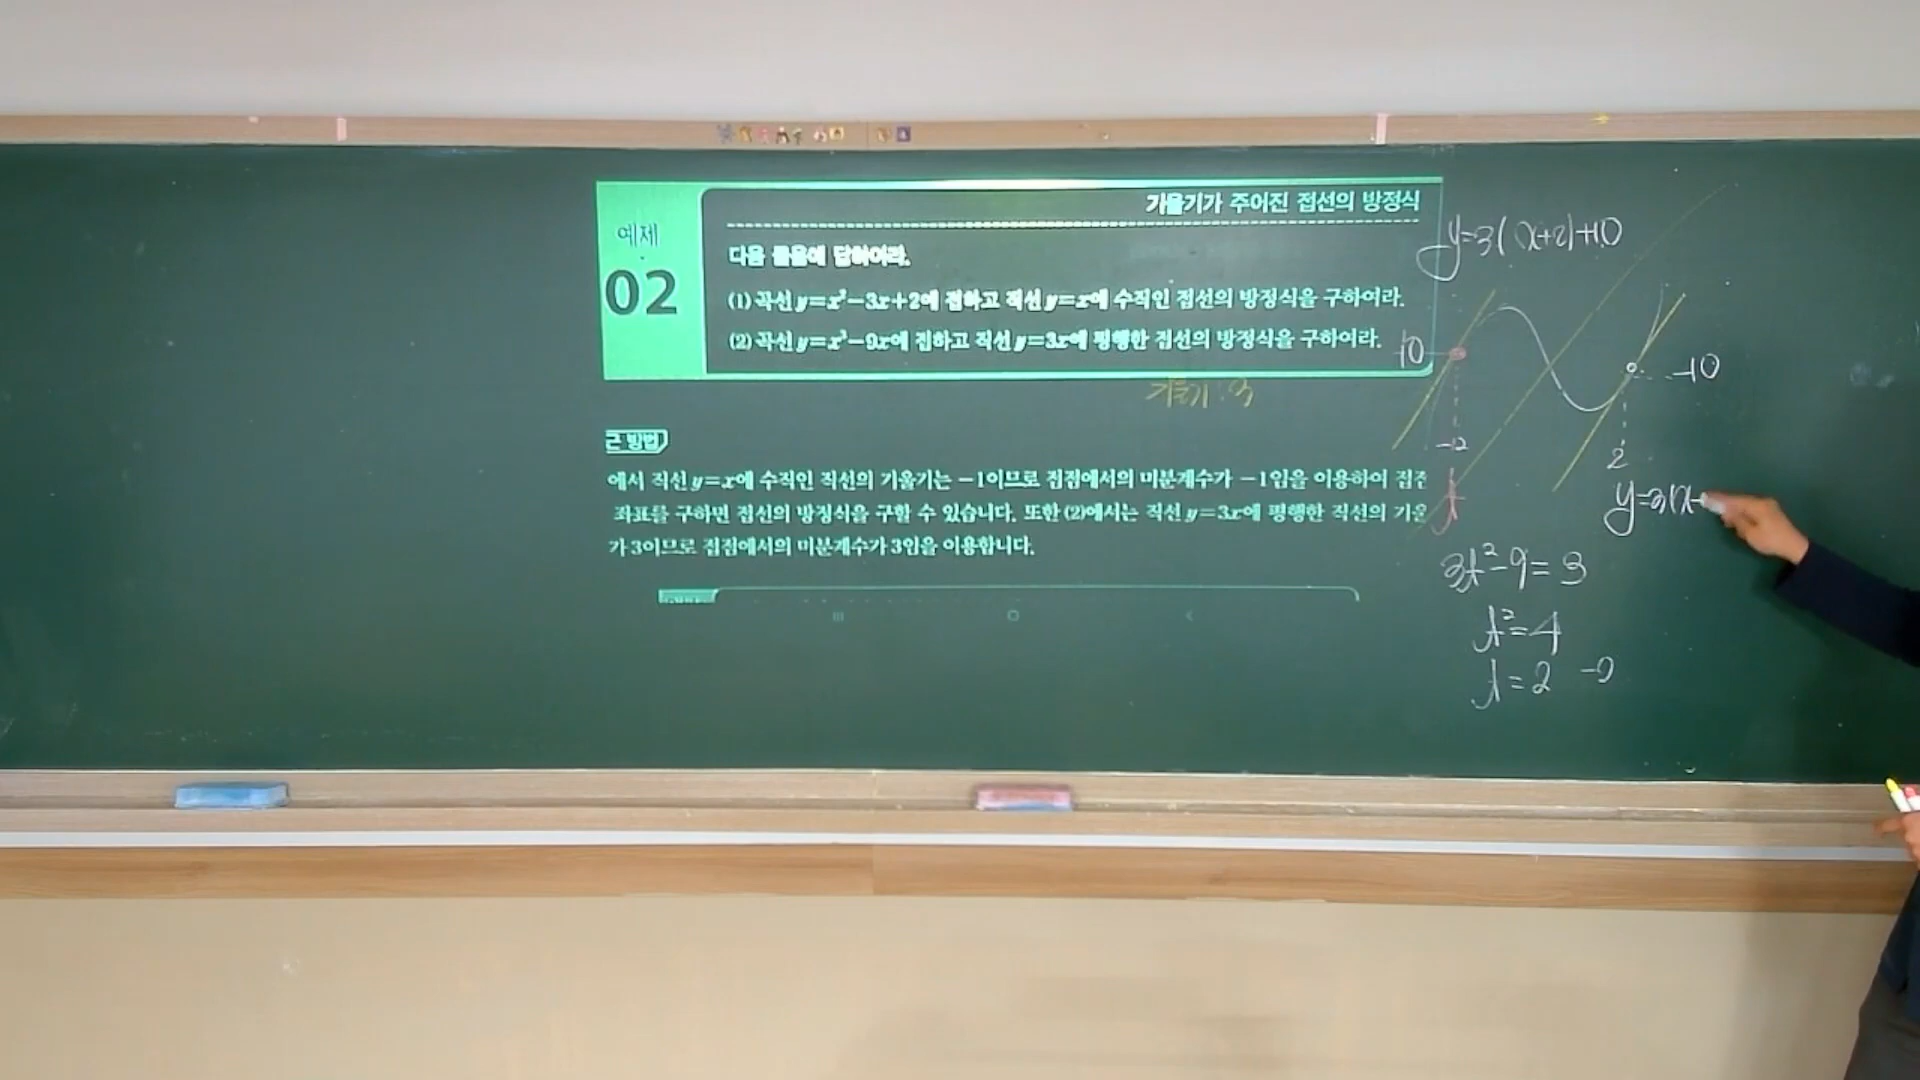 기울기가 주어진 접선의 방정식
예제
02
다음 물음에 답하여라.
(1) 곡선 y=x²-3x+2에 접하고 직선 y=x에 수직인 접선의 방정식을 구하여라.
(2) 곡선 y=x³-9x에 접하고 직선 y=3x에 평행한 접선의 방정식을 구하여라.
기울기 : 3
근 방법
에서 직선 y=x에 수직인 직선의 기울기는 -1이므로 접점에서의 미분계수가 -1임을 이용하여 접점
좌표를 구하면 접선의 방정식을 구할 수 있습니다. 또한 (2)에서는 직선 y=3x에 평행한 직선의 기울
가 3이므로 접점에서의 미분계수가 3임을 이용합니다.
y=3(x+2)+10
10
-10
-2
2
t
y=3(x-
3t²-9=3
t²=4
t=2 -2